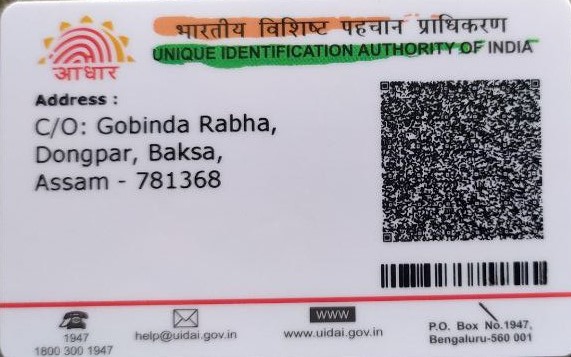 भारतीय विशिष्ट पहचान प्राधिकरण
UNIQUE IDENTIFICATION AUTHORITY OF INDIA
आधार
Address :
C/O: Gobinda Rabha,
Dongpar, Baksa,
Assam - 781368
1947
1800 300 1947
help@uidai.gov.in
WWW
www.uidai.gov.in
P.O. Box No.1947,
Bengaluru-560 001